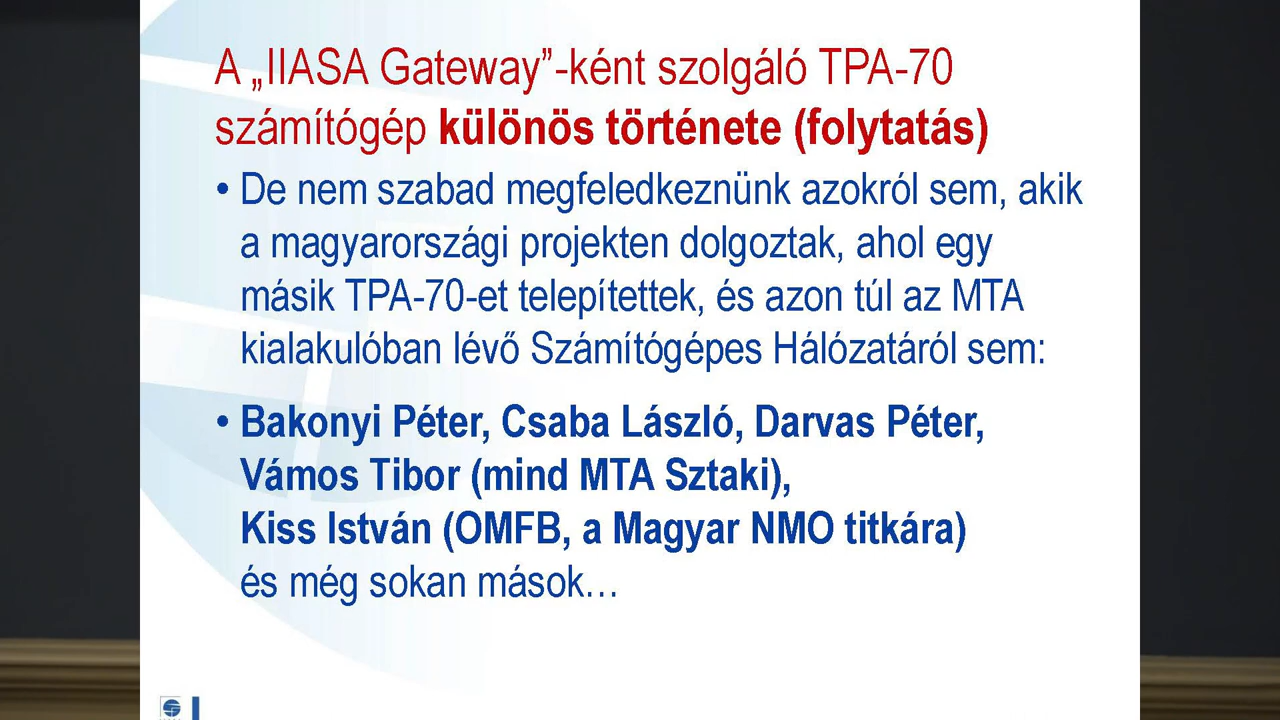 A „IIASA Gateway”-ként szolgáló TPA-70
számítógép különös története (folytatás)
• De nem szabad megfeledkeznünk azokról sem, akik
a magyarországi projekten dolgoztak, ahol egy
másik TPA-70-et telepítettek, és azon túl az MTA
kialakulóban lévő Számítógépes Hálózatáról sem:
• Bakonyi Péter, Csaba László, Darvas Péter,
Vámos Tibor (mind MTA Sztaki),
Kiss István (OMFB, a Magyar NMO titkára)
és még sokan mások…